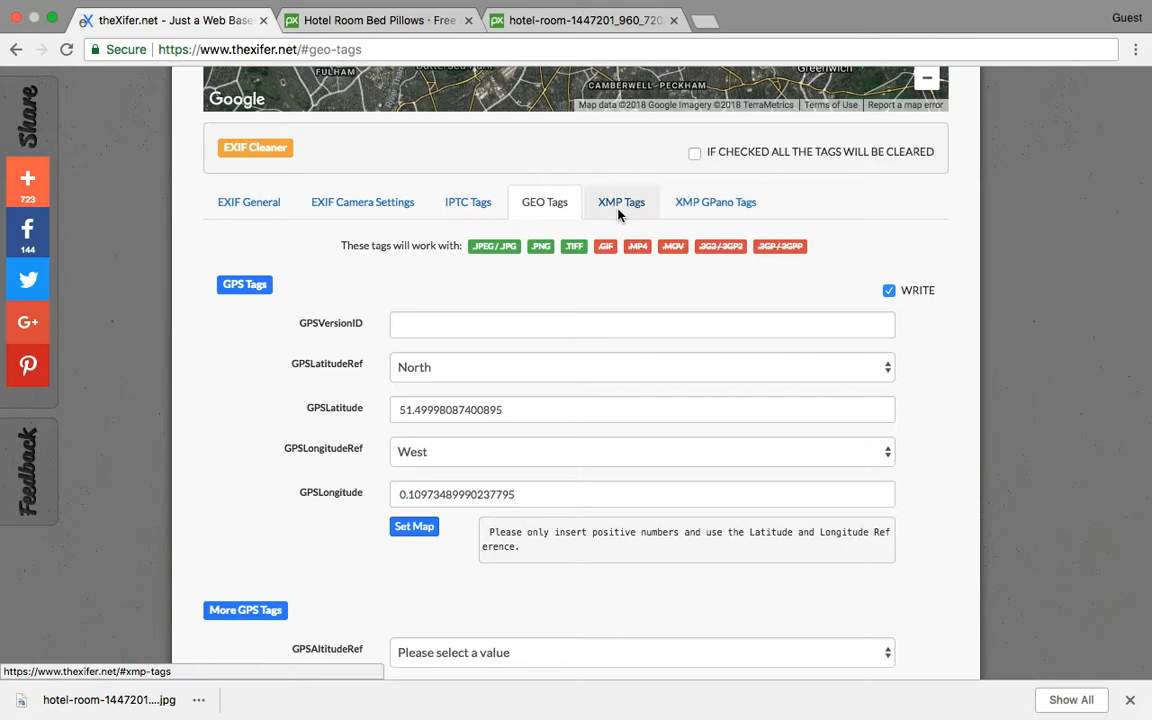 theXifer.net - Just a Web Base
Hotel Room Bed Pillows · Free
hotel-room-1447201_960_720.
Guest
Secure
https://www.thexifer.net/#geo-tags
FULHAM
CAMBERWELL-PECKHAM
Greenwich
Google
Map data ©2018 Google Imagery ©2018 TerraMetrics
Terms of Use
Report a map error
Share
723
144
G+
Feedback
EXIF Cleaner
IF CHECKED ALL THE TAGS WILL BE CLEARED
EXIF General
EXIF Camera Settings
IPTC Tags
GEO Tags
XMP Tags
XMP GPano Tags
These tags will work with:
.JPEG / .JPG
.PNG
.TIFF
.GIF
.MP4
.MOV
.3G2 / 3GP2
.3GP / 3GPP
GPS Tags
WRITE
GPSVersionID
GPSLatitudeRef
North
GPSLatitude
51.49998087400895
GPSLongitudeRef
West
GPSLongitude
0.10973489990237795
Set Map
Please only insert positive numbers and use the Latitude and Longitude Ref
erence.
More GPS Tags
GPSAltitudeRef
Please select a value
https://www.thexifer.net/#xmp-tags
hotel-room-1447201....jpg
Show All